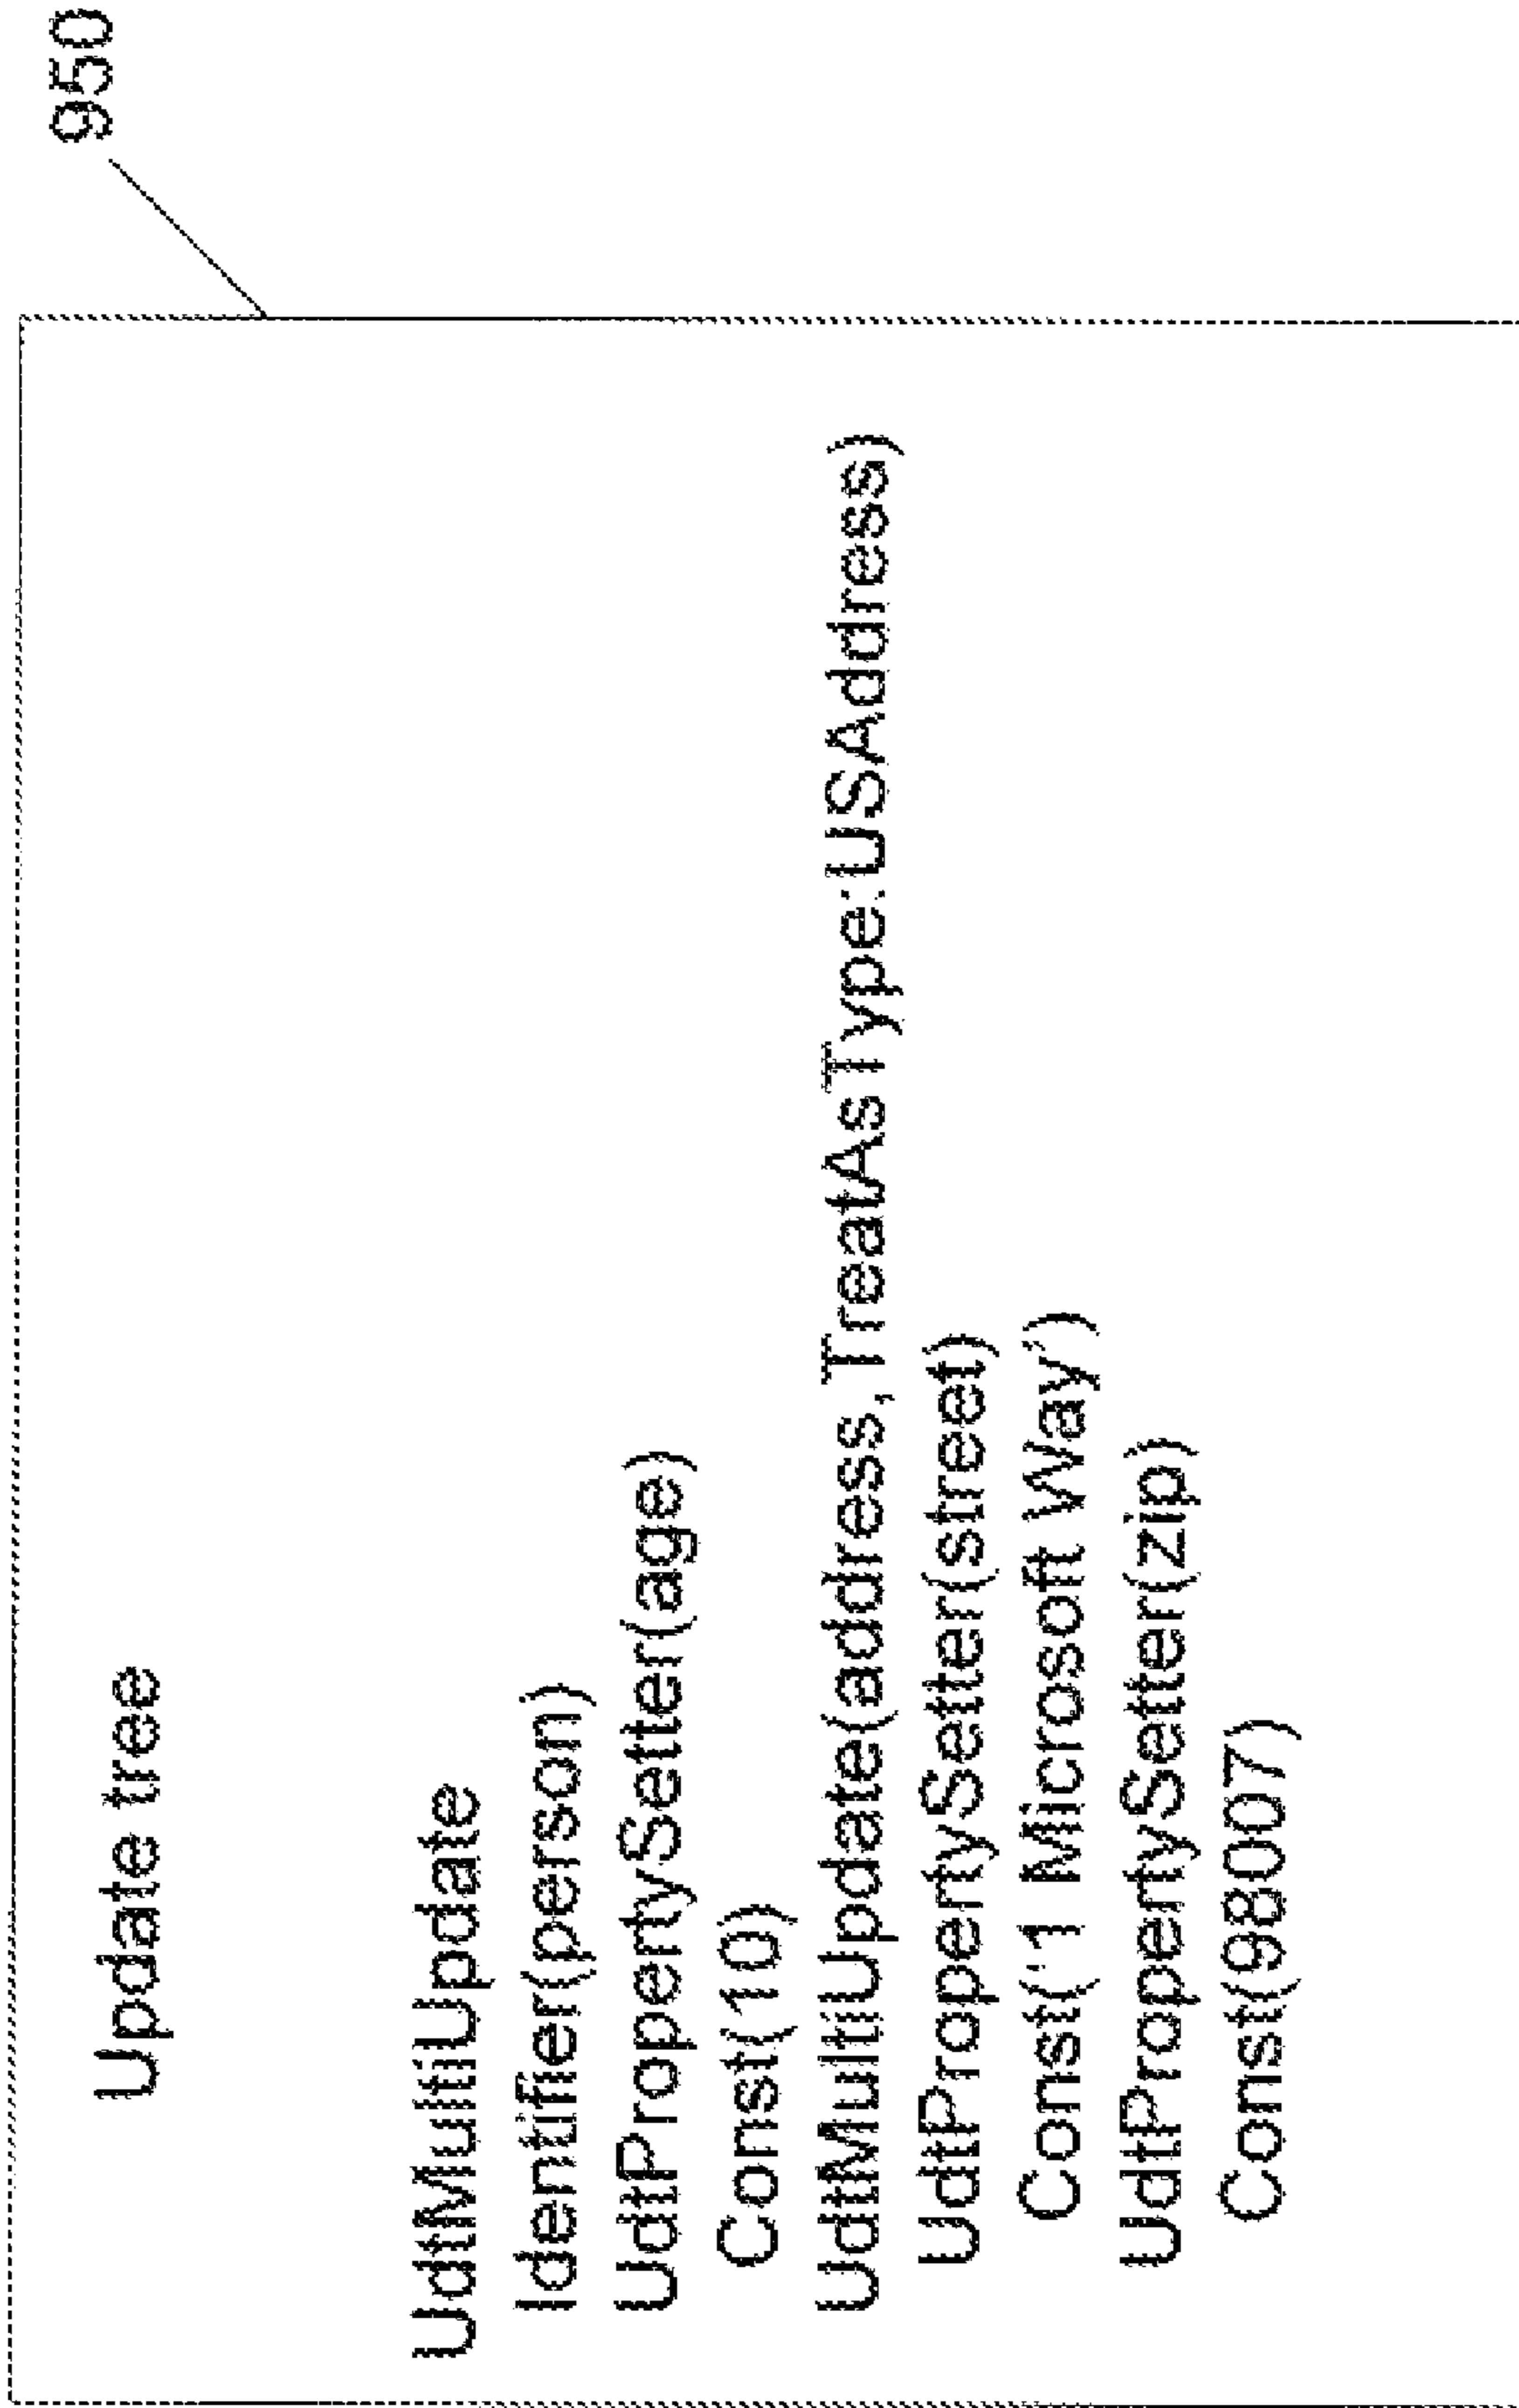 950
Update tree
UdtMultiUpdate
Identifier(person)
UdtPropertySetter(age)
Const(10)
UdtMultiUpdate(address,TreatAsType:USAddress)
UdtPropertySetter(street)
Const('1 Microsoft Way')
UdtPropertySetter(zip)
Const(98007)